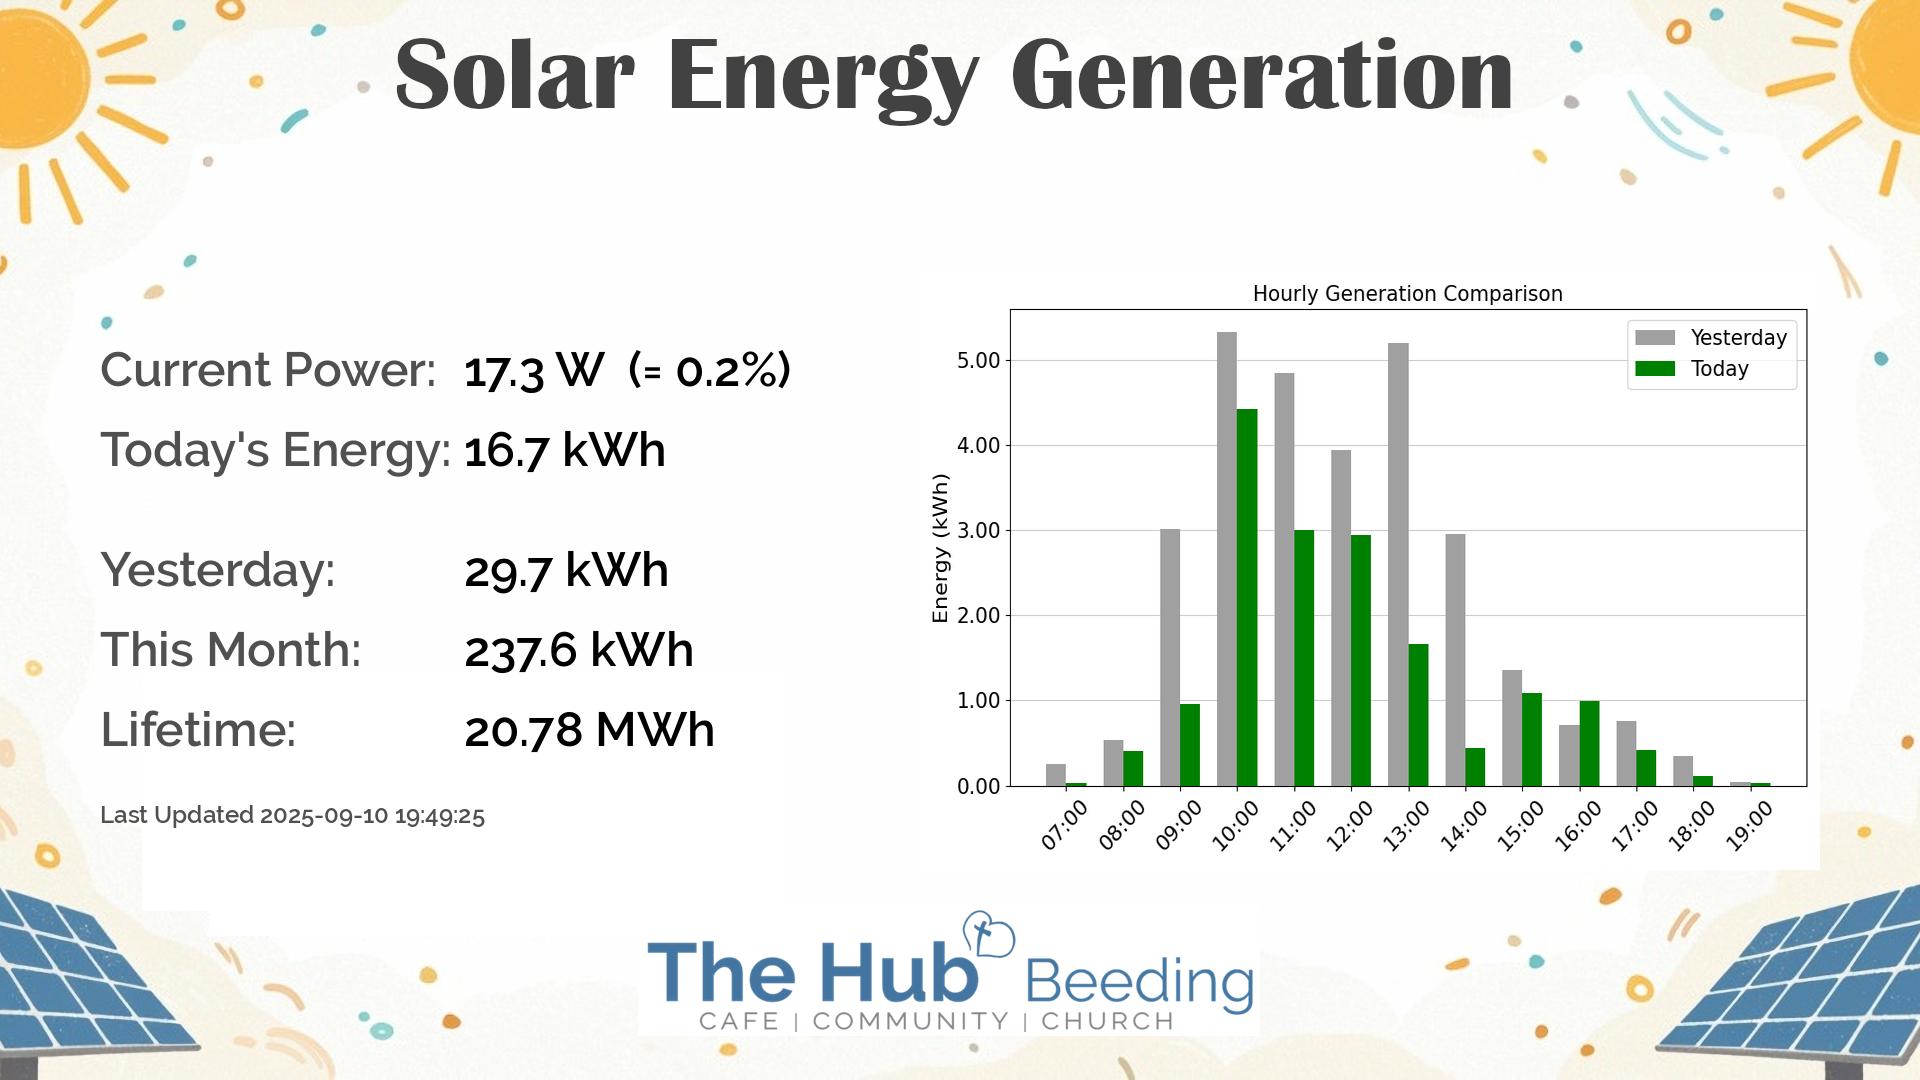 Solar Energy Generation
Current Power: 17.3 W (= 0.2%)
Today's Energy: 16.7 kWh
Yesterday: 29.7 kWh
This Month: 237.6 kWh
Lifetime: 20.78 MWh
Last Updated 2025-09-10 19:49:25
Hourly Generation Comparison
Yesterday
Today
Energy (kWh)
5.00
4.00
3.00
2.00
1.00
0.00
07:00 08:00 09:00 10:00 11:00 12:00 13:00 14:00 15:00 16:00 17:00 18:00 19:00
The Hub Beeding
CAFE | COMMUNITY | CHURCH